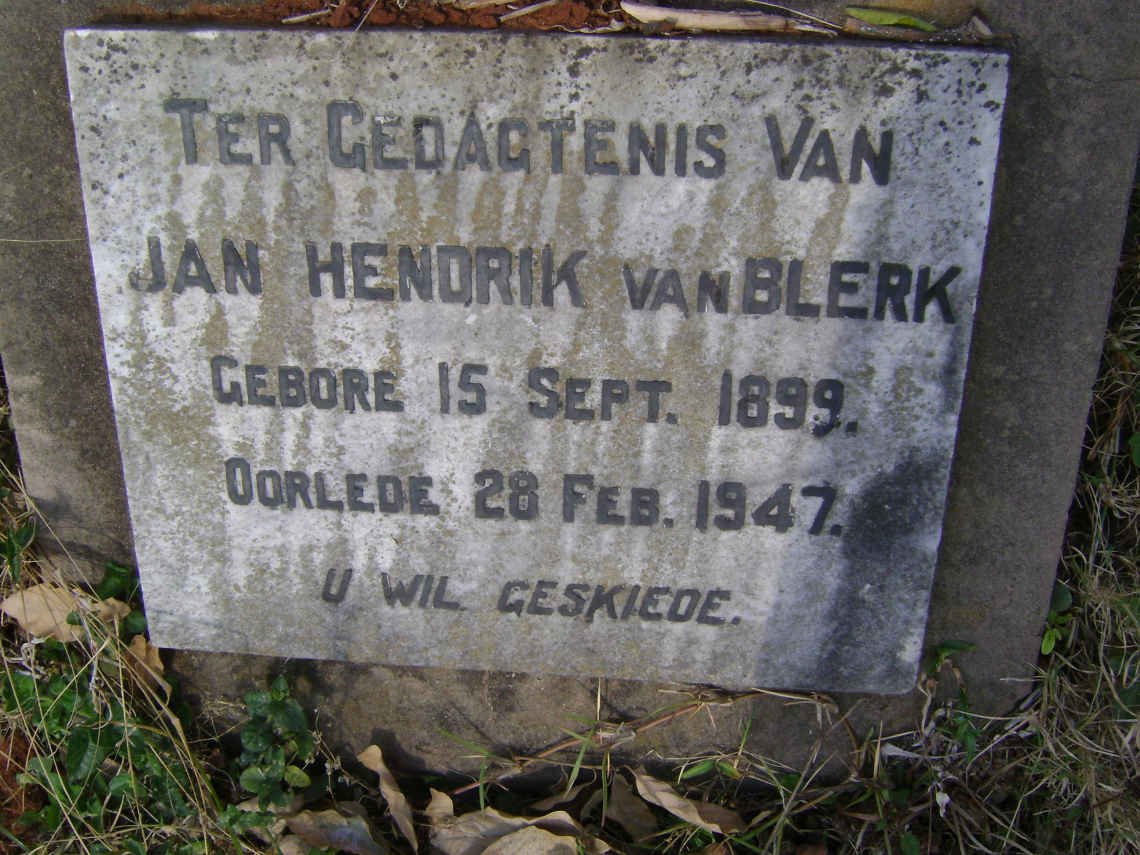 TER GEDAGTENIS VAN
JAN HENDRIK VAN BLERK
GEBORE 15 SEPT. 1899.
OORLEDE 28 FEB. 1947.
U WIL GESKIEDE.